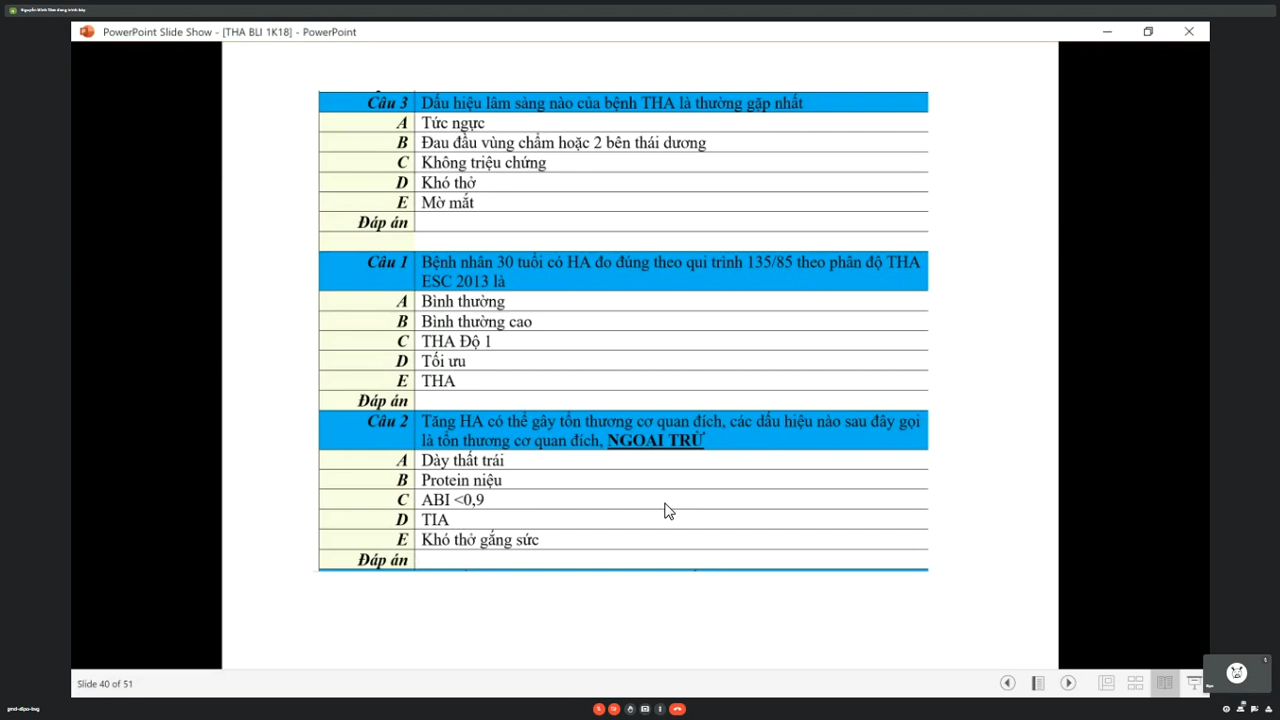 Nguyễn Đình Tâm đang trình bày
PowerPoint Slide Show - [THA BLI 1K18] - PowerPoint
Câu 3 Dấu hiệu lâm sàng nào của bệnh THA là thường gặp nhất
A Tức ngực
B Đau đầu vùng chẩm hoặc 2 bên thái dương
C Không triệu chứng
D Khó thở
E Mờ mắt
Đáp án
Câu 1 Bệnh nhân 30 tuổi có HA đo đúng theo qui trình 135/85 theo phân độ THA
ESC 2013 là
A Bình thường
B Bình thường cao
C THA Độ 1
D Tối ưu
E THA
Đáp án
Câu 2 Tăng HA có thể gây tổn thương cơ quan đích, các dấu hiệu nào sau đây gọi
là tổn thương cơ quan đích, NGOẠI TRỪ
A Dày thất trái
B Protein niệu
C ABI <0,9
D TIA
E Khó thở gắng sức
Đáp án
Slide 40 of 51